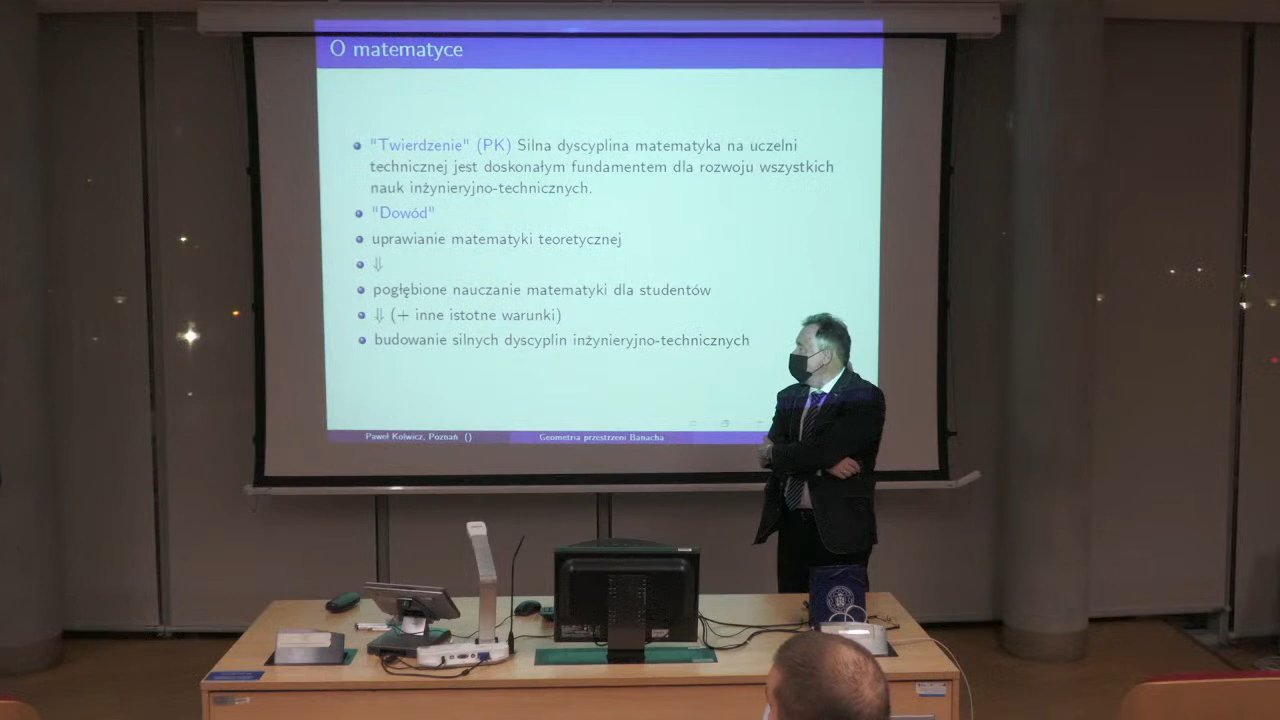 O matematyce
"Twierdzenie" (PK) Silna dyscyplina matematyka na uczelni
technicznej jest doskonałym fundamentem dla rozwoju wszystkich
nauk inżynieryjno-technicznych.
"Dowód"
uprawianie matematyki teoretycznej
⇓
pogłębione nauczanie matematyki dla studentów
⇓ (+ inne istotne warunki)
budowanie silnych dyscyplin inżynieryjno-technicznych
Paweł Kolwicz, Poznań ()
Geometria przestrzeni Banacha